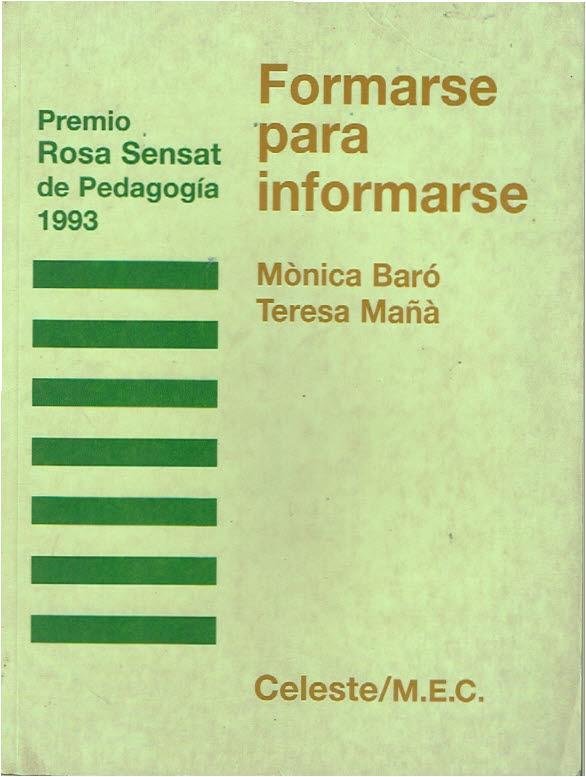 Formarse
para
informarse
Mònica Baró
Teresa Mañà
Premio
Rosa Sensat
de Pedagogía
1993
Celeste/M.E.C.